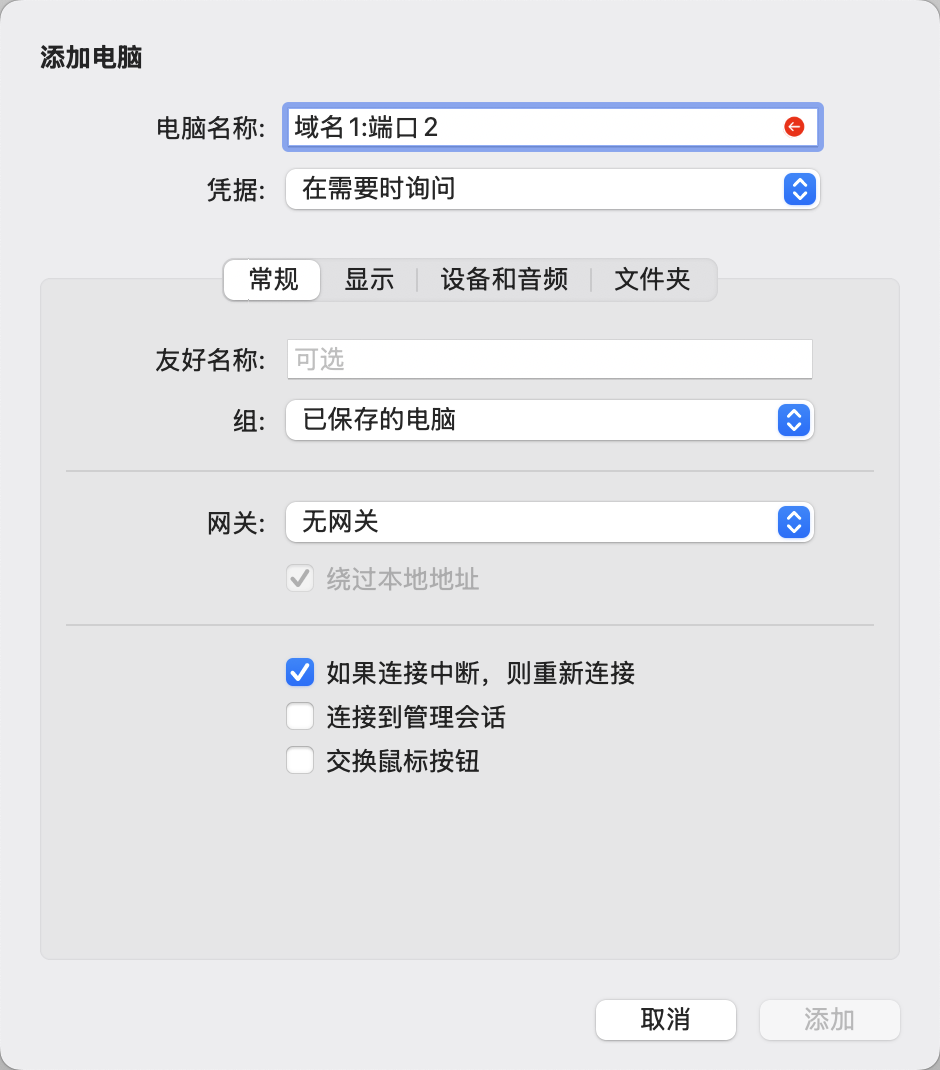 添加电脑
电脑名称: 域名1:端口2
凭据: 在需要时询问
常规 显示 设备和音频 文件夹
友好名称: 可选
组: 已保存的电脑
网关: 无网关
绕过本地地址
如果连接中断，则重新连接
连接到管理会话
交换鼠标按钮
取消 添加